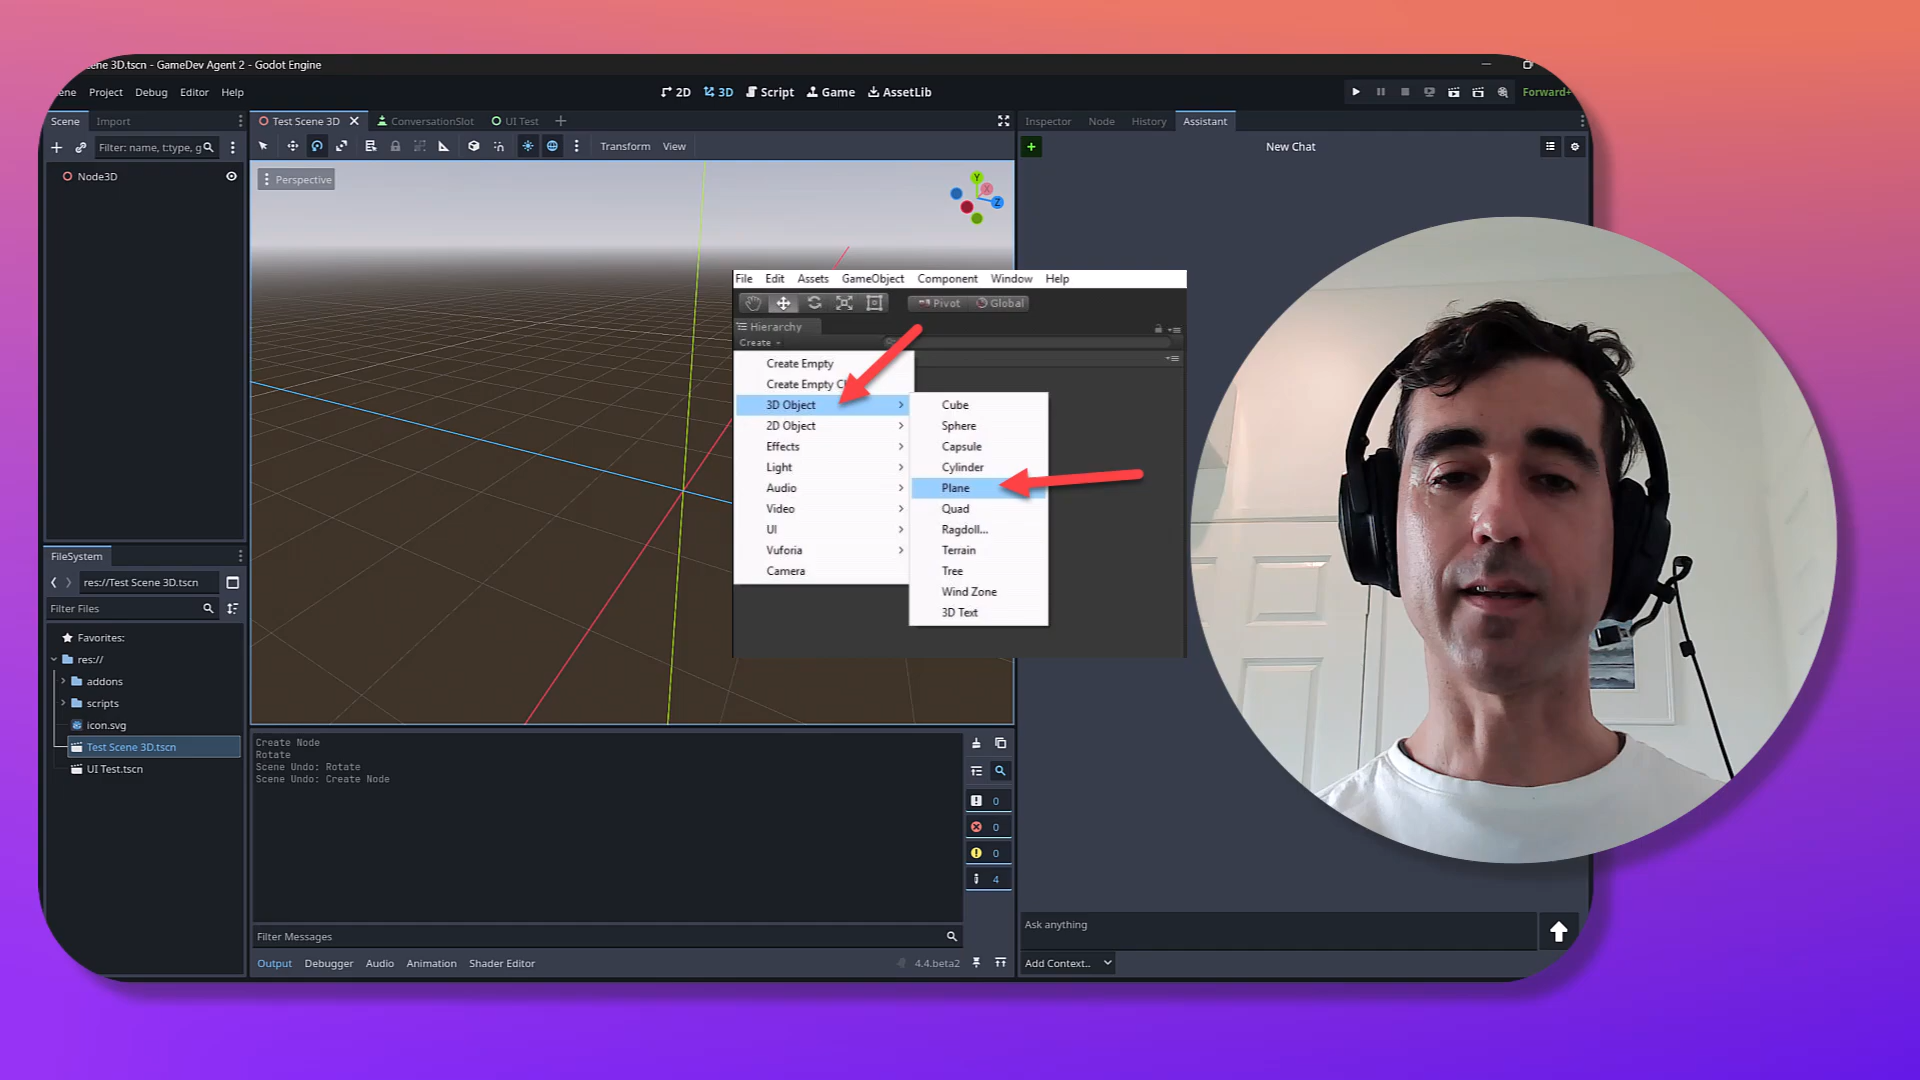 ene 3D.tscn - GameDev Agent 2 - Godot Engine
ene Project Debug Editor Help
2D 3D Script Game AssetLib
Forward+
Scene Import
Test Scene 3D ConversationSlot UI Test
Inspector Node History Assistant
Filter: name, t:type, g
Transform View
New Chat
Node3D
Perspective
Y
X
Z
File Edit Assets GameObject Component Window Help
Pivot Global
Hierarchy
Create
Create Empty
Create Empty C
3D Object
2D Object
Effects
Light
Audio
Video
UI
Vuforia
Camera
Cube
Sphere
Capsule
Cylinder
Plane
Quad
Ragdoll...
Terrain
Tree
Wind Zone
3D Text
FileSystem
res://Test Scene 3D.tscn
Filter Files
Favorites:
res://
addons
scripts
icon.svg
Test Scene 3D.tscn
UI Test.tscn
Create Node
Rotate
Scene Undo: Rotate
Scene Undo: Create Node
0
0
0
4
Filter Messages
Output Debugger Audio Animation Shader Editor
4.4.beta2
Ask anything
Add Context..